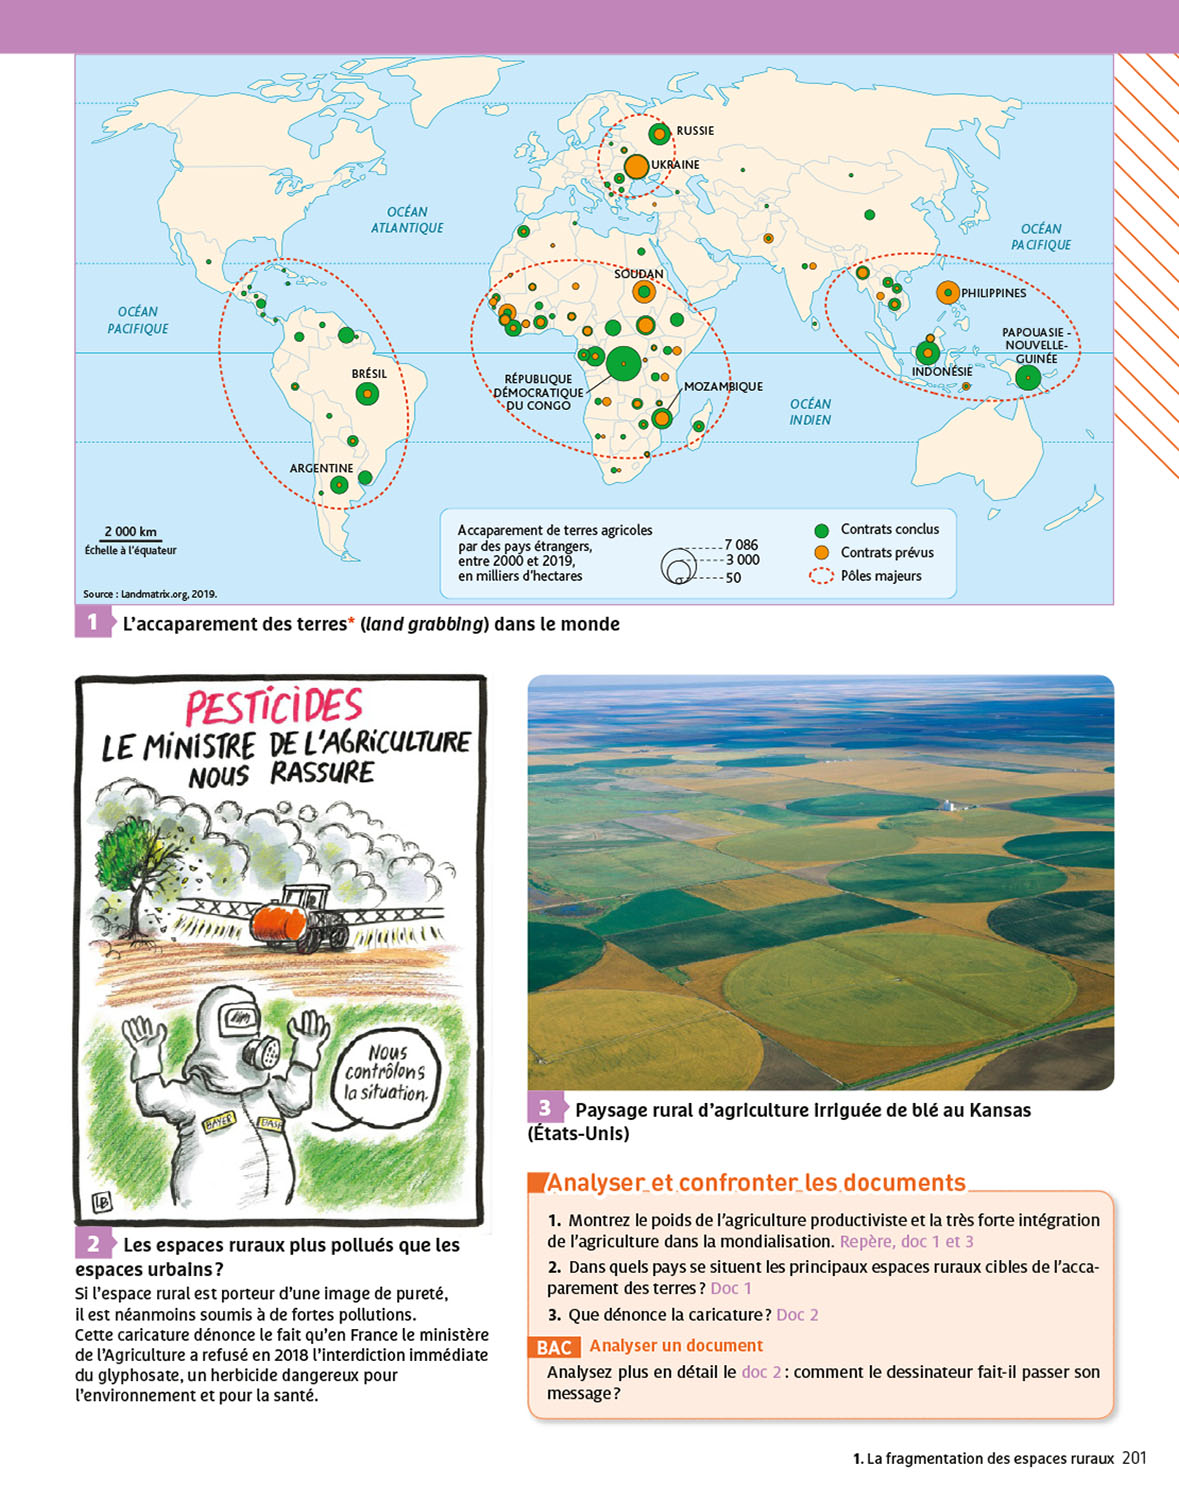 RUSSIE
UKRAINE
OCÉAN
ATLANTIQUE
OCÉAN
PACIFIQUE
SOUDAN
PHILIPPINES
OCÉAN
PACIFIQUE
PAPOUASIE -
NOUVELLE-
GUINÉE
INDONÉSIE
BRÉSIL
RÉPUBLIQUE
DÉMOCRATIQUE
DU CONGO
MOZAMBIQUE
OCÉAN
INDIEN
ARGENTINE
2 000 km
Échelle à l'équateur
Accaparement de terres agricoles
par des pays étrangers,
entre 2000 et 2019,
en milliers d'hectares
7 086
3 000
50
Contrats conclus
Contrats prévus
Pôles majeurs
Source : Landmatrix.org, 2019.
1 L'accaparement des terres* (land grabbing) dans le monde
PESTICIDES
LE MINISTRE DE L'AGRICULTURE
NOUS RASSURE
Nous
contrôlons
la situation.
BAYER
LB
2 Les espaces ruraux plus pollués que les
espaces urbains ?
Si l'espace rural est porteur d'une image de pureté,
il est néanmoins soumis à de fortes pollutions.
Cette caricature dénonce le fait qu'en France le ministère
de l'Agriculture a refusé en 2018 l'interdiction immédiate
du glyphosate, un herbicide dangereux pour
l'environnement et pour la santé.
3 Paysage rural d'agriculture irriguée de blé au Kansas
(États-Unis)
Analyser et confronter les documents
1. Montrez le poids de l'agriculture productiviste et la très forte intégration
de l'agriculture dans la mondialisation. Repère, doc 1 et 3
2. Dans quels pays se situent les principaux espaces ruraux cibles de l'acca-
parement des terres ? Doc 1
3. Que dénonce la caricature ? Doc 2
BAC Analyser un document
Analysez plus en détail le doc 2 : comment le dessinateur fait-il passer son
message ?
1. La fragmentation des espaces ruraux 201